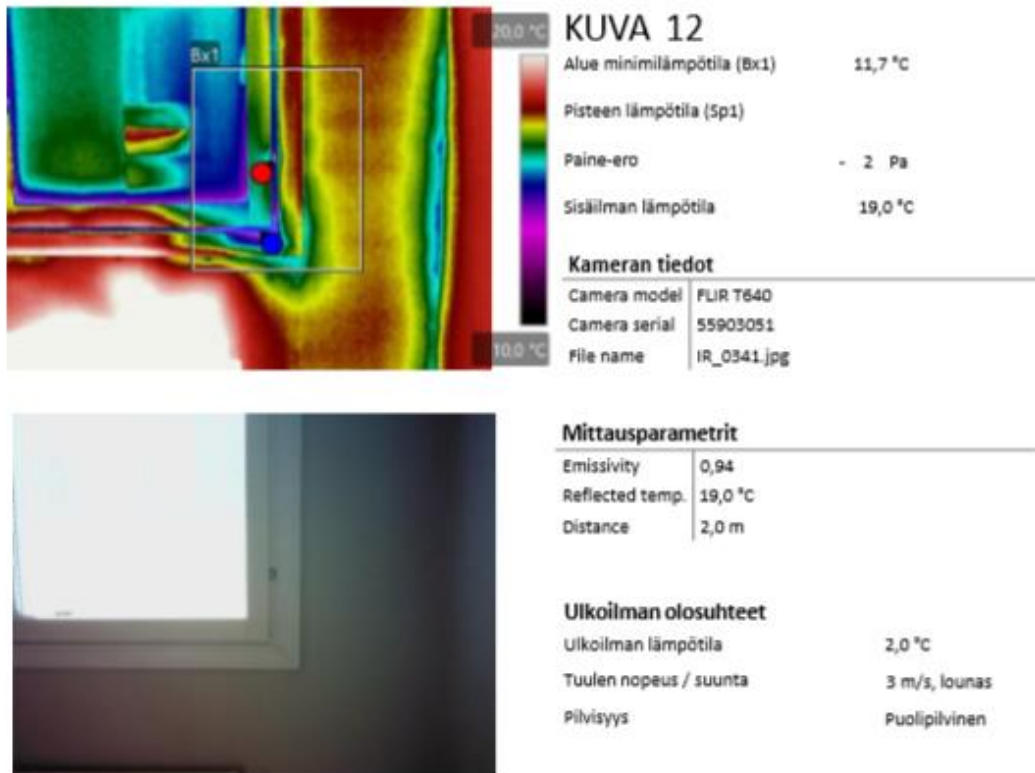 Bx1
20,0 °C
10,0 °C
KUVA 12
Alue minimilämpötila (Bx1) 11,7 °C
Pisteen lämpötila (Sp1)
Paine-ero - 2 Pa
Sisäilman lämpötila 19,0 °C
Kameran tiedot
Camera model FLIR T640
Camera serial 55903051
File name IR_0341.jpg
Mittausparametrit
Emissivity 0,94
Reflected temp. 19,0 °C
Distance 2,0 m
Ulkoilman olosuhteet
Ulkoilman lämpötila 2,0 °C
Tuulen nopeus / suunta 3 m/s, lounas
Pilvisyys Puolipilvinen